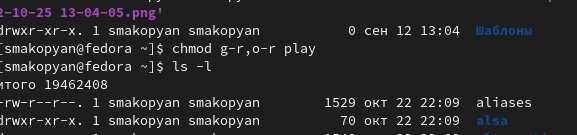 2-10-25 13-04-05.png'
drwxr-xr-x. 1 smakopyan smakopyan 0 сен 12 13:04 Шаблоны
[smakopyan@fedora ~]$ chmod g-r,o-r play
[smakopyan@fedora ~]$ ls -l
итого 19462408
-rw-r--r--. 1 smakopyan smakopyan 1529 окт 22 22:09 aliases
drwxr-xr-x. 1 smakopyan smakopyan 70 окт 22 22:09 alsa